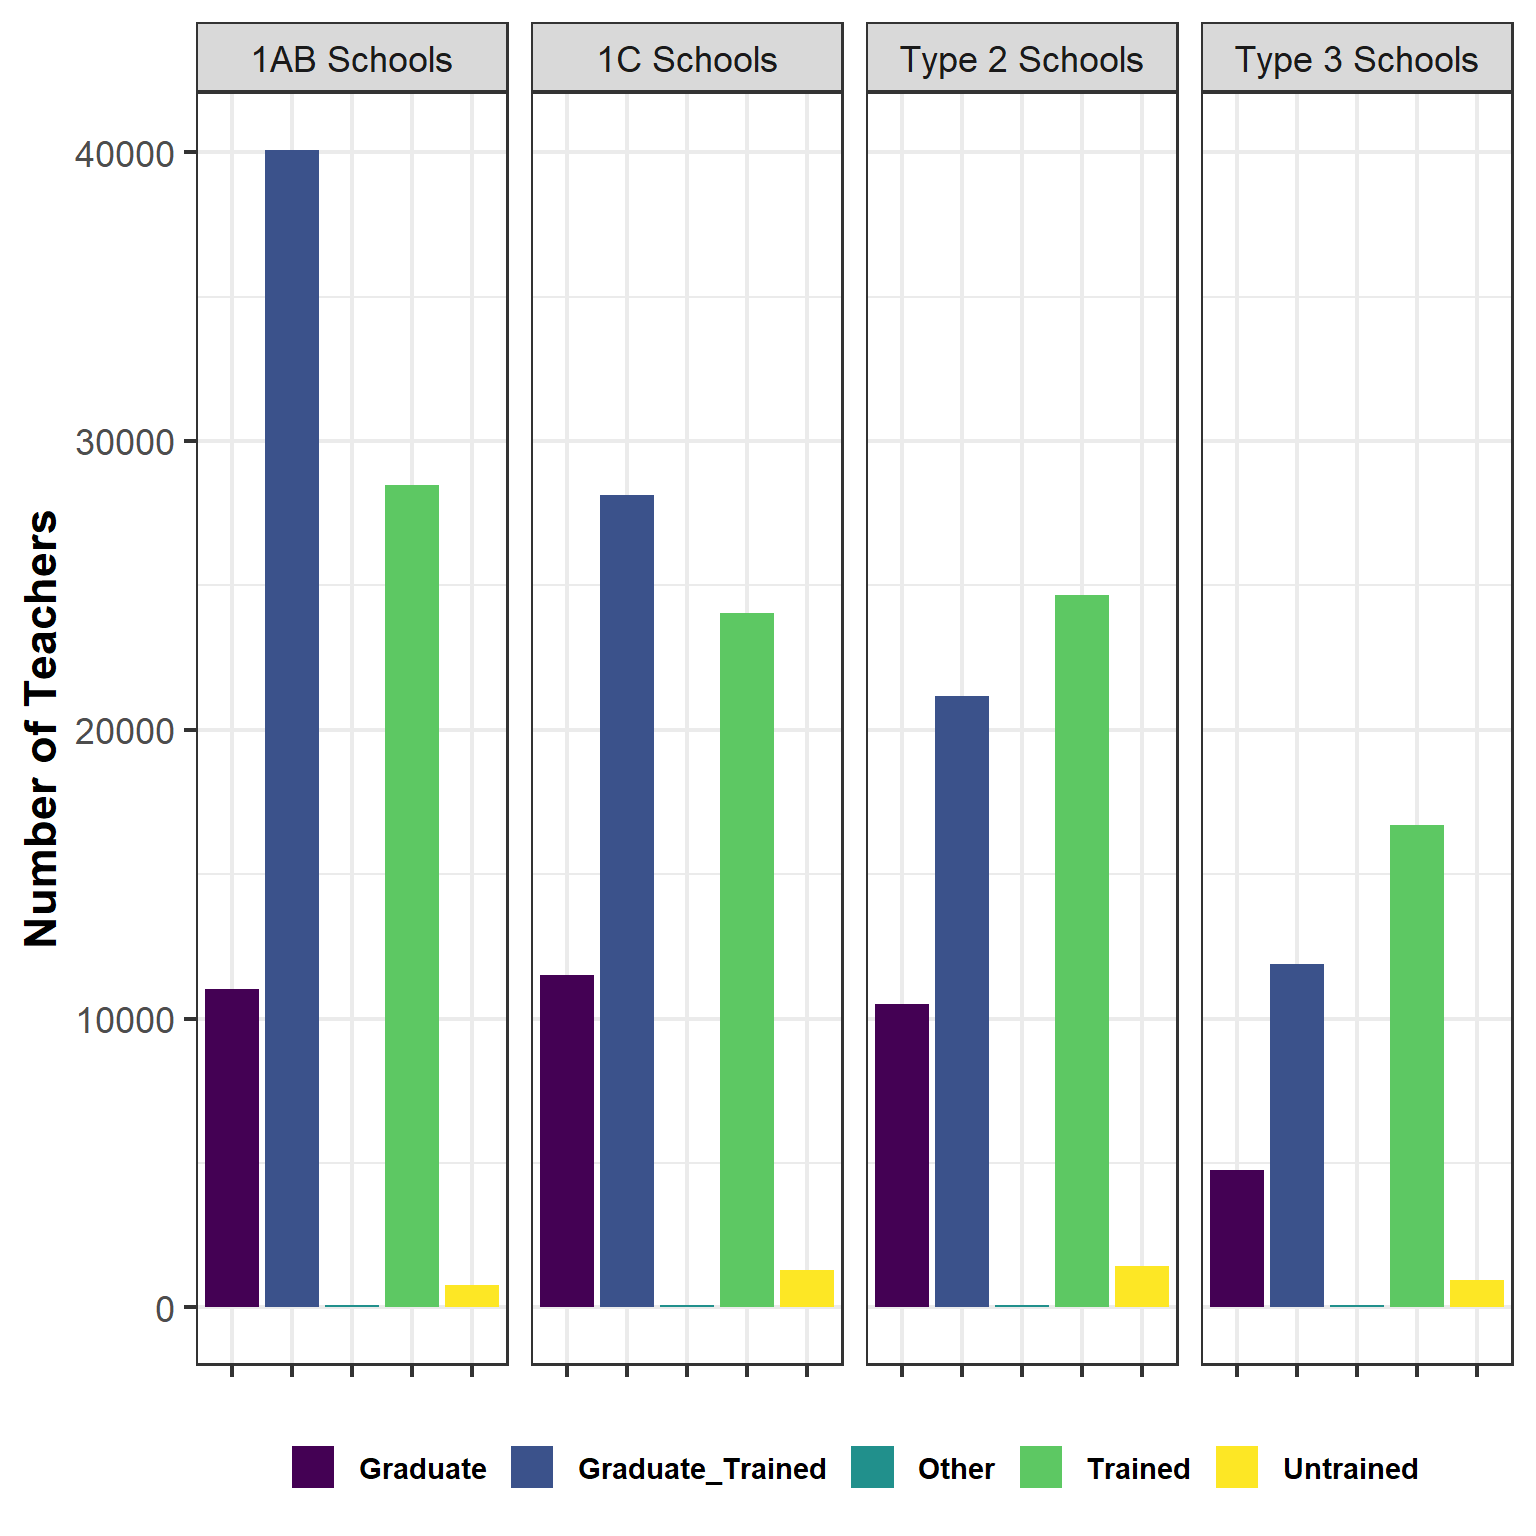 1AB Schools
1C Schools
Type 2 Schools
Type 3 Schools
Number of Teachers
40000
30000
20000
10000
0
Graduate
Graduate_Trained
Other
Trained
Untrained